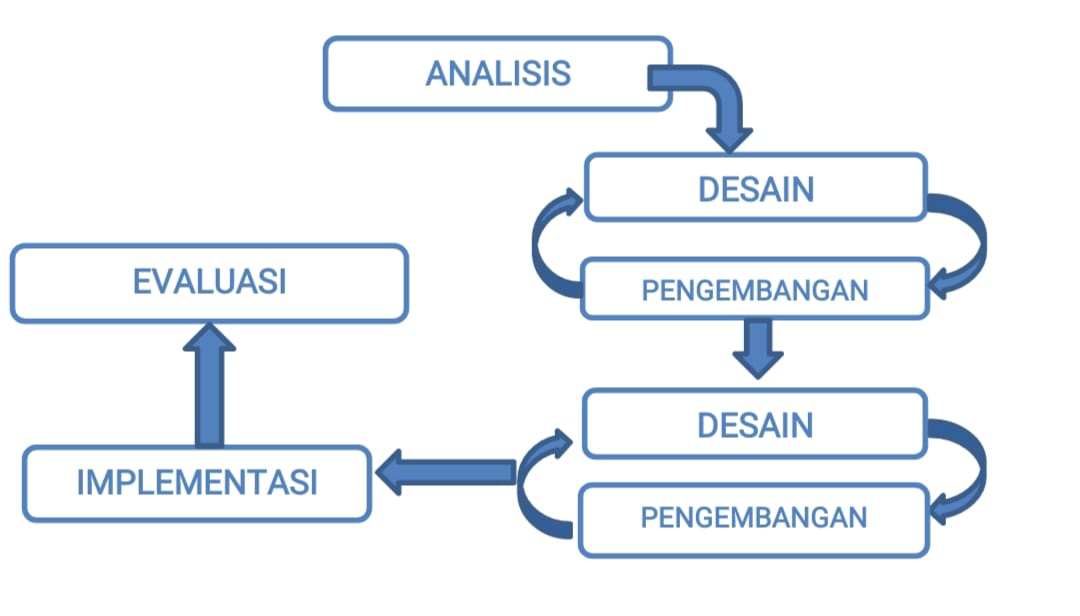 ANALISIS
DESAIN
PENGEMBANGAN
DESAIN
PENGEMBANGAN
IMPLEMENTASI
EVALUASI